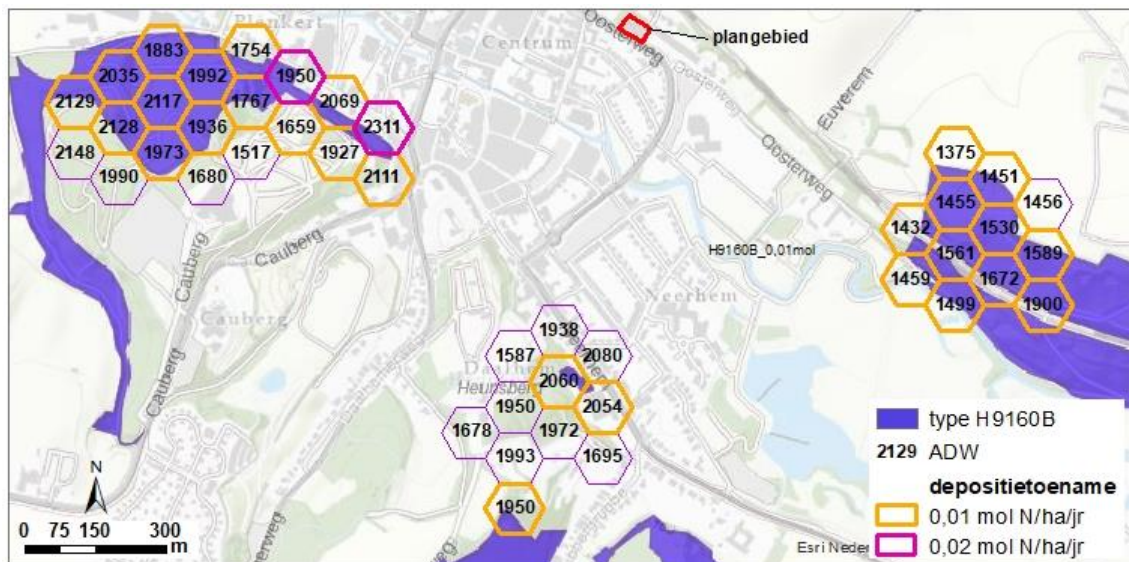 Plenkert
Centrum
Oosterweg
plangebied
Oosterweg
Euverem
Oosterweg
1883
1754
2035
1992
1950
2129
2117
1767
2069
2128
1936
1659
2311
2148
1973
1517
1927
1990
1680
2111
1375
1451
1455
1456
1432
1530
1561
1589
1459
1672
1499
1900
H9160B_0,01mol
Cauberg
Cauberg
Cauberg
Cauberg
Neerhem
1938
1587
2080
2060
Heunsberg
1950
2054
1678
1972
1993
1695
1950
type H9160B
2129 ADW
depositietoename
0,01 mol N/ha/jr
0,02 mol N/ha/jr
N
0 75 150 300
m
Esri Neder